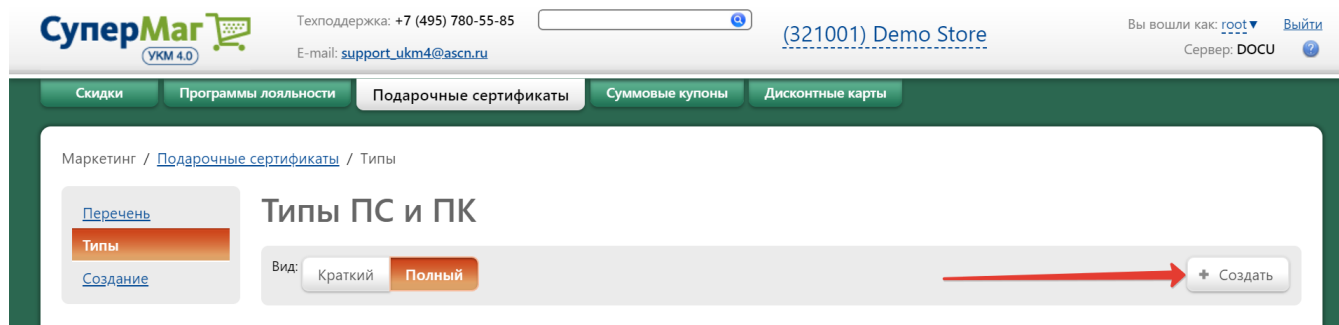 СуперМаг
УКМ 4.0
Техподдержка: +7 (495) 780-55-85
E-mail: support_ukm4@ascn.ru
(321001) Demo Store
Вы вошли как: root▼ Выйти
Сервер: DOCU ?
Скидки Программы лояльности Подарочные сертификаты Суммовые купоны Дисконтные карты
Маркетинг / Подарочные сертификаты / Типы
Перечень
Типы
Создание
Типы ПС и ПК
Вид: Краткий Полный
+ Создать